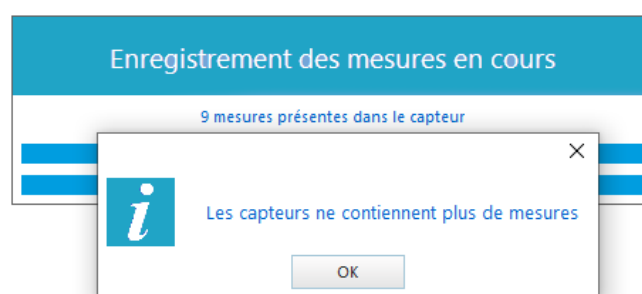 Enregistrement des mesures en cours
9 mesures présentes dans le capteur
Les capteurs ne contiennent plus de mesures
OK